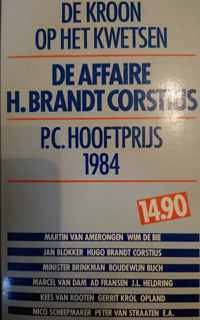 DE KROON
OP HET KWETSEN
DE AFFAIRE
H. BRANDT CORSTIUS
P.C. HOOFTPRIJS
1984
14.90
MARTIN VAN AMERONGEN WIM DE BIE
JAN BLOKKER HUGO BRANDT CORSTIUS
MINISTER BRINKMAN BOUDEWIJN BUCH
MARCEL VAN DAM AD FRANSEN J.L. HELDRING
KEES VAN KOOTEN GERRIT KROL OPLAND
NICO SCHEEPMAKER PETER VAN STRAATEN E.A.